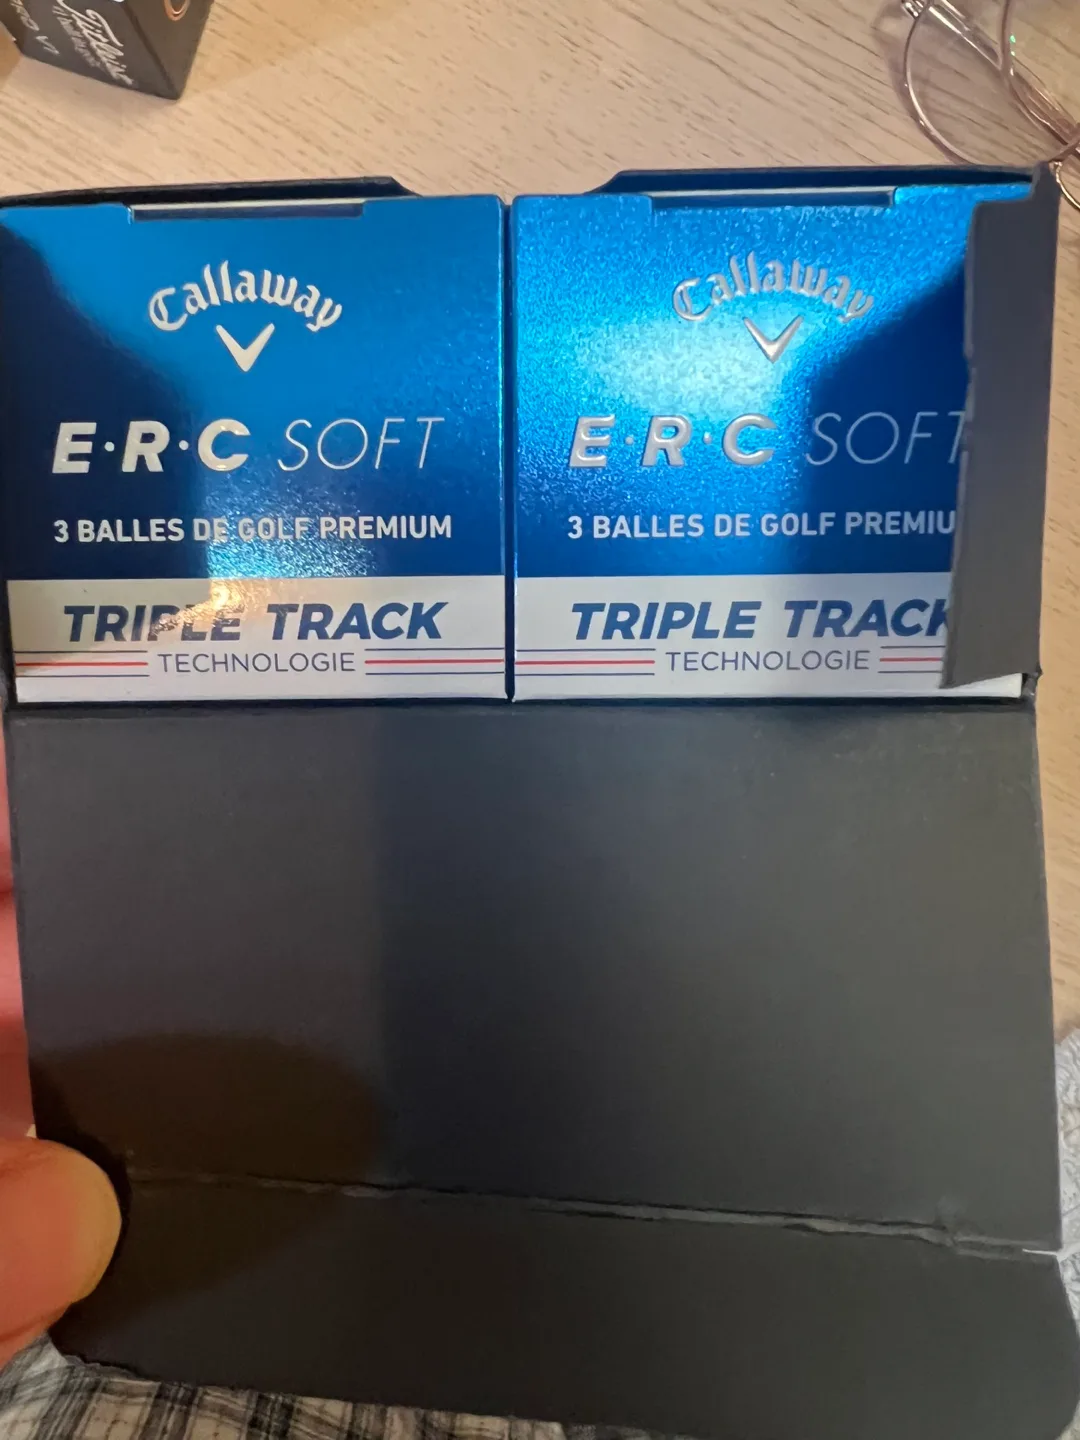 Titleist
Callaway
E·R·C SOFT
3 BALLES DE GOLF PREMIUM
TRIPLE TRACK
TECHNOLOGIE
Callaway
E·R·C SOFT
3 BALLES DE GOLF PREMIU
TRIPLE TRACK
TECHNOLOGIE